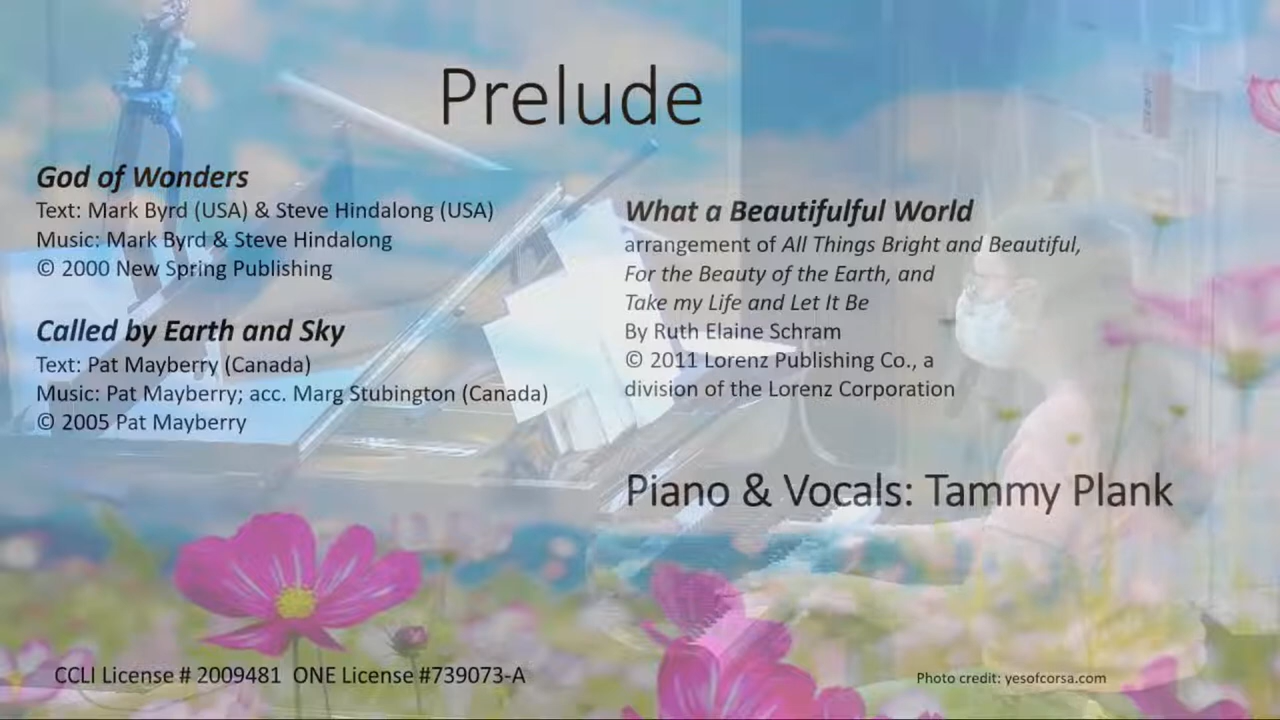 Prelude
God of Wonders
Text: Mark Byrd (USA) & Steve Hindalong (USA)
Music: Mark Byrd & Steve Hindalong
© 2000 New Spring Publishing
Called by Earth and Sky
Text: Pat Mayberry (Canada)
Music: Pat Mayberry; acc. Marg Stubington (Canada)
© 2005 Pat Mayberry
What a Beautifulful World
arrangement of All Things Bright and Beautiful,
For the Beauty of the Earth, and
Take my Life and Let It Be
By Ruth Elaine Schram
© 2011 Lorenz Publishing Co., a
division of the Lorenz Corporation
Piano & Vocals: Tammy Plank
CCLI License # 2009481 ONE License #739073-A
Photo credit: yesofcorsa.com